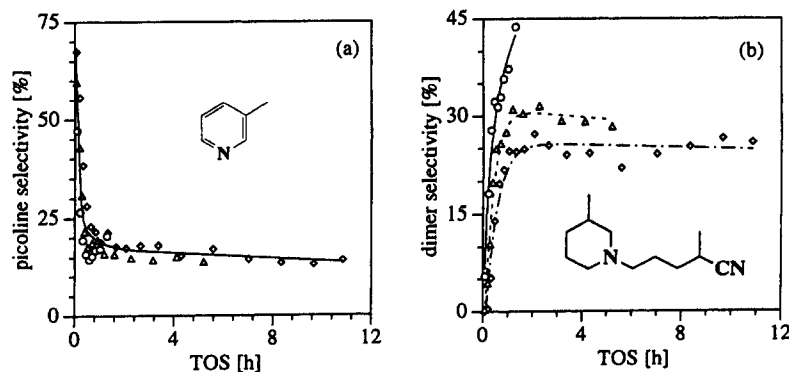 picoline selectivity [%]
75
50
25
0
(a)
N
0 4 8 12
TOS [h]
dimer selectivity [%]
45
30
15
0
(b)
N
CN
0 4 8 12
TOS [h]